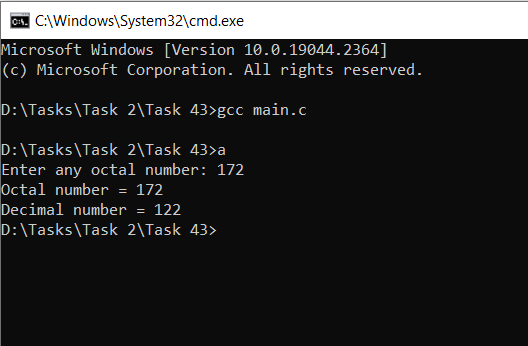 C:\Windows\System32\cmd.exe
Microsoft Windows [Version 10.0.19044.2364]
(c) Microsoft Corporation. All rights reserved.
D:\Tasks\Task 2\Task 43>gcc main.c
D:\Tasks\Task 2\Task 43>a
Enter any octal number: 172
Octal number = 172
Decimal number = 122
D:\Tasks\Task 2\Task 43>